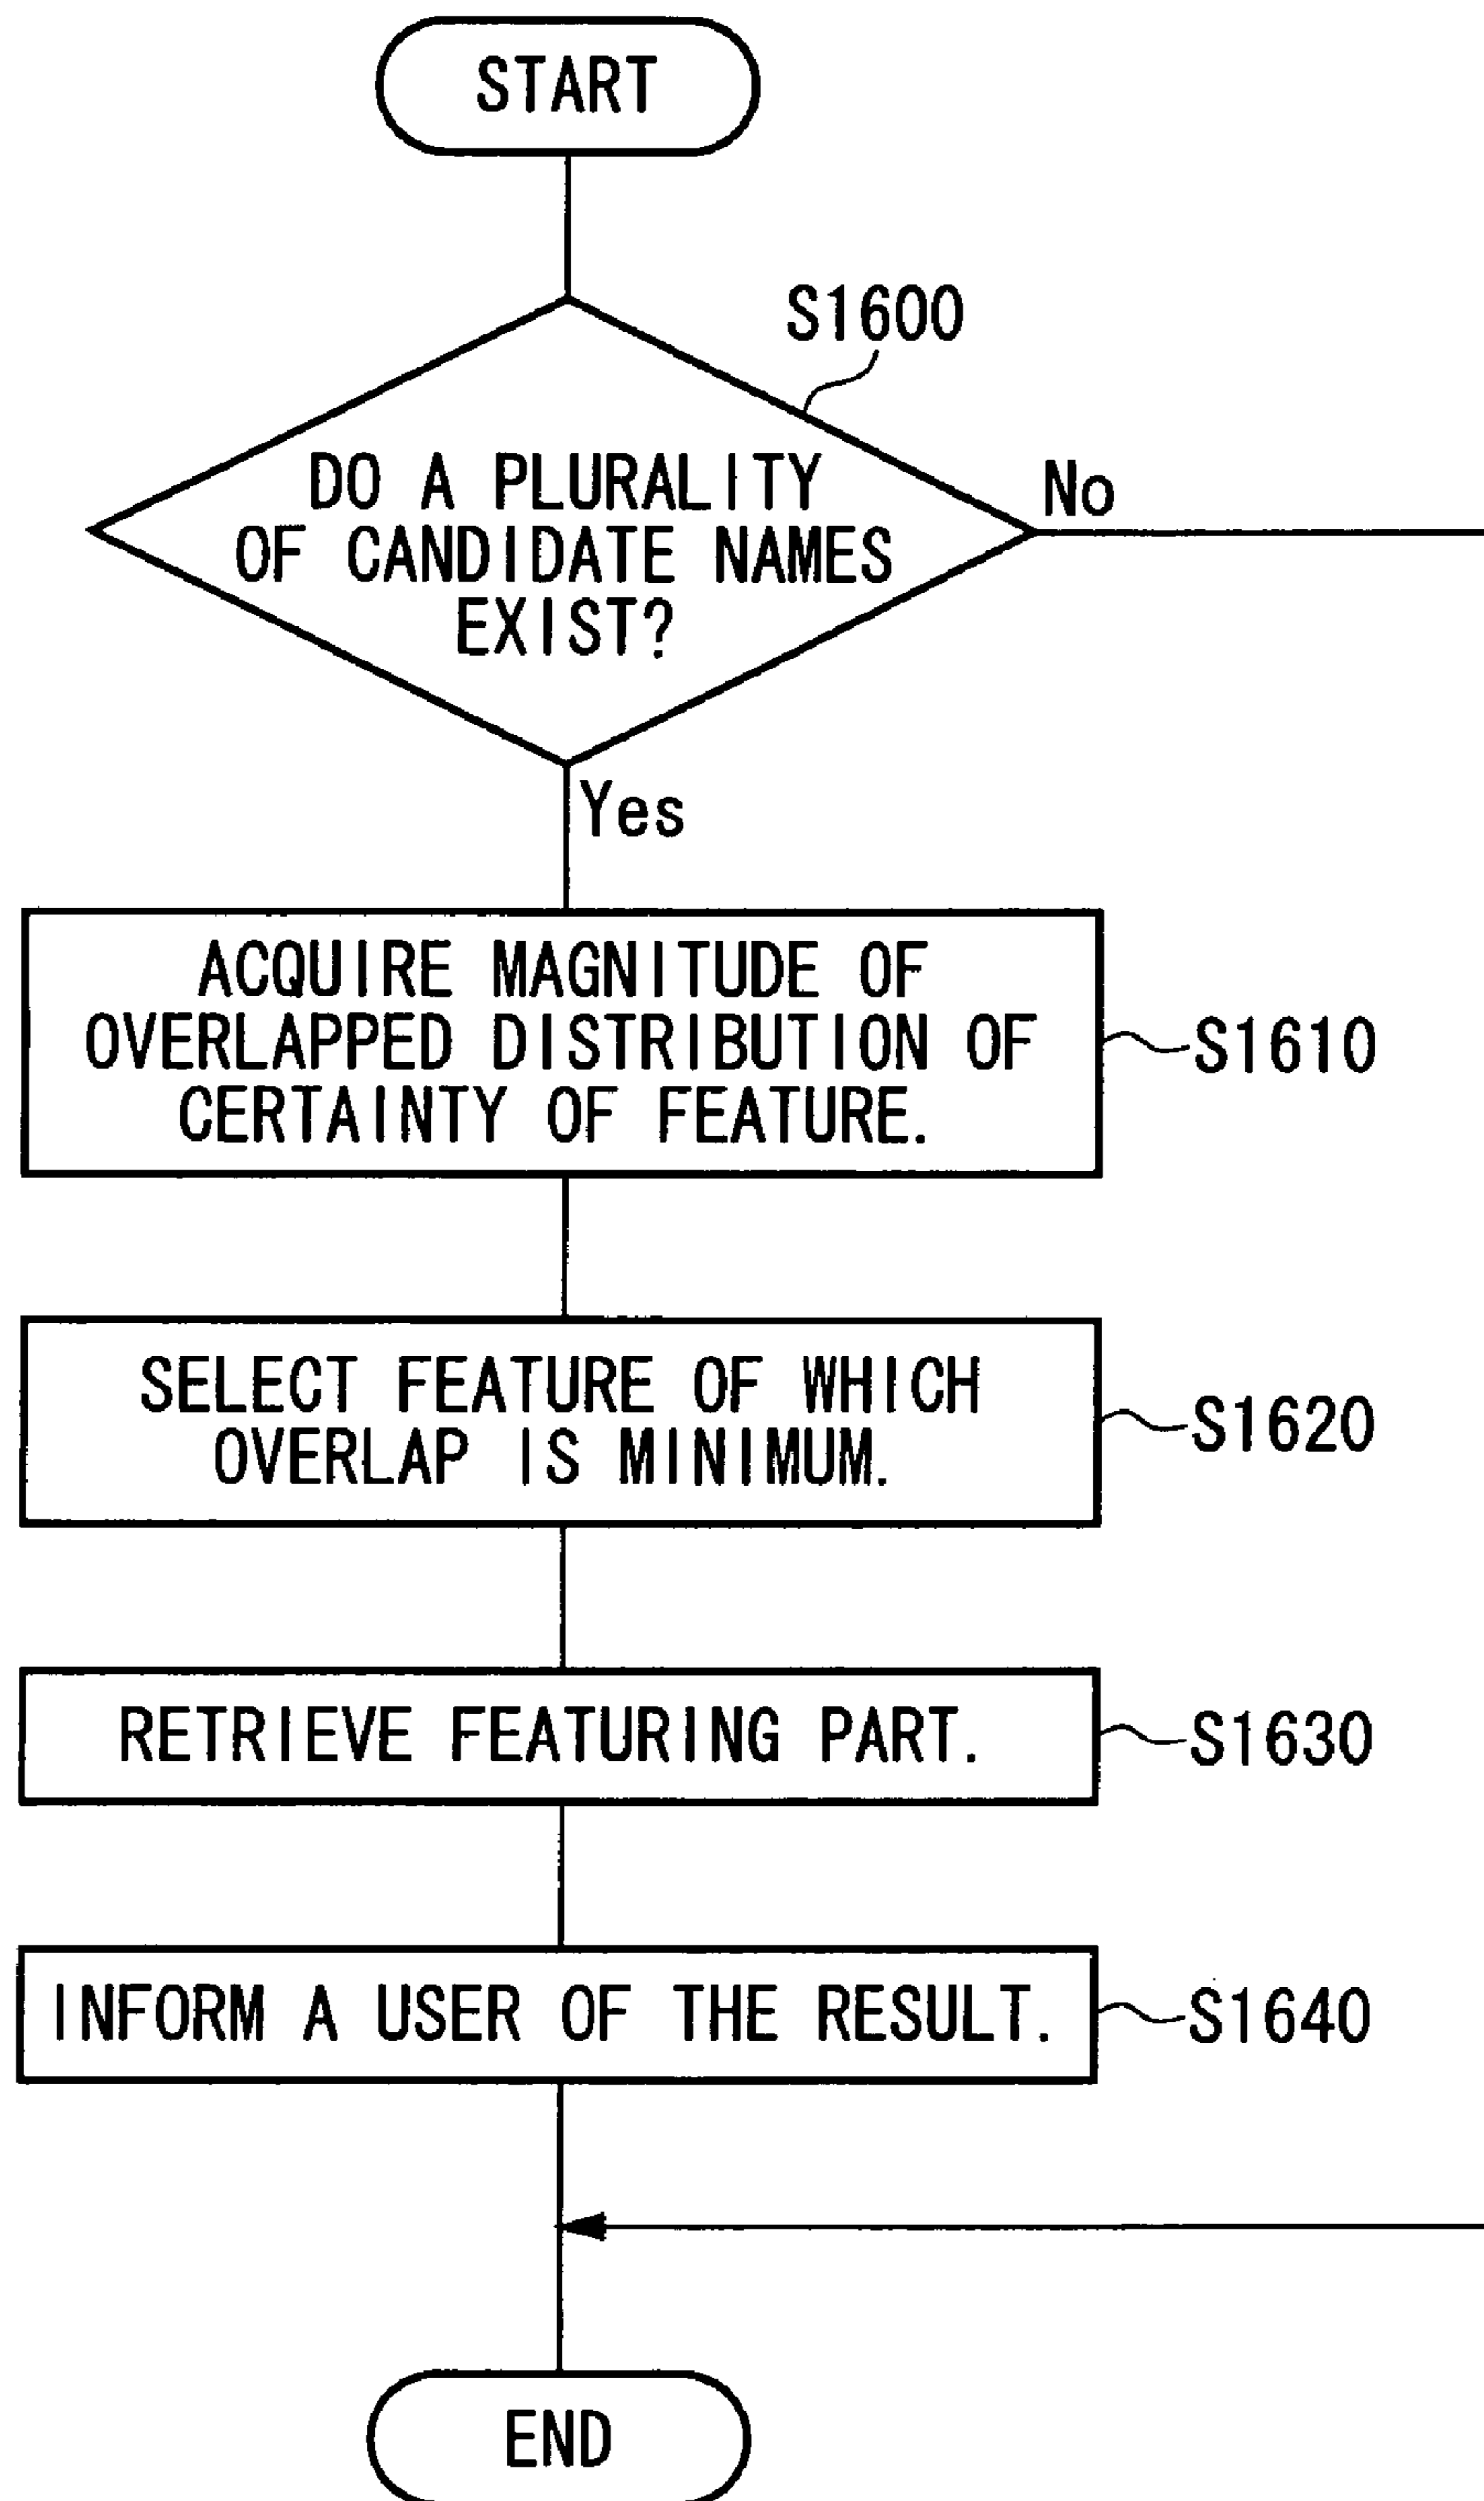 START
S1600
DO A PLURALITY
OF CANDIDATE NAMES
EXIST?
No
Yes
ACQUIRE MAGNITUDE OF
OVERLAPPED DISTRIBUTION OF
CERTAINTY OF FEATURE.
S1610
SELECT FEATURE OF WHICH
OVERLAP IS MINIMUM.
S1620
RETRIEVE FEATURING PART.
S1630
INFORM A USER OF THE RESULT.
S1640
END